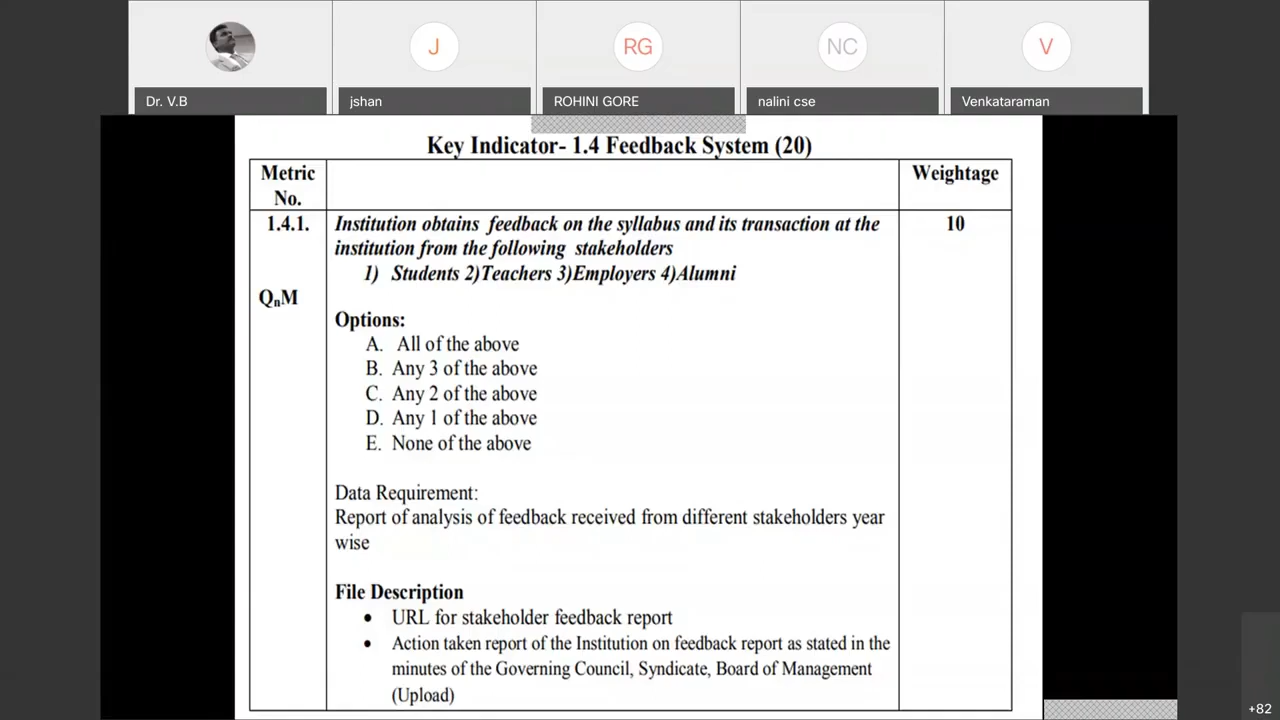 J
RG
NC
V
Dr. V.B
jshan
ROHINI GORE
nalini cse
Venkataraman
Key Indicator- 1.4 Feedback System (20)
Metric No.
Weightage
1.4.1.
QnM
Institution obtains feedback on the syllabus and its transaction at the
institution from the following stakeholders
1) Students 2)Teachers 3)Employers 4)Alumni
10
Options:
A. All of the above
B. Any 3 of the above
C. Any 2 of the above
D. Any 1 of the above
E. None of the above
Data Requirement:
Report of analysis of feedback received from different stakeholders year
wise
File Description
• URL for stakeholder feedback report
• Action taken report of the Institution on feedback report as stated in the
minutes of the Governing Council, Syndicate, Board of Management
(Upload)
+82